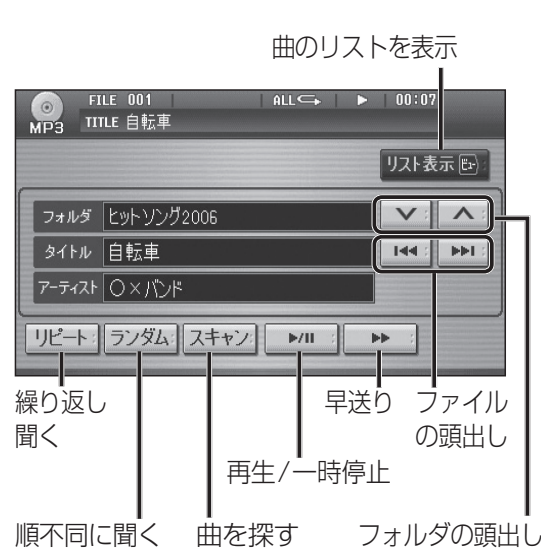 曲のリストを表示
FILE 001 ALL ▶ 00:07
MP3 TITLE 自転車
リスト表示 ビュー
フォルダ ヒットソング2006
タイトル 自転車
アーティスト ○×バンド
リピート ランダム スキャン ▶/II ▶▶
繰り返し 早送り ファイル
聞く の頭出し
再生/一時停止
順不同に聞く 曲を探す フォルダの頭出し